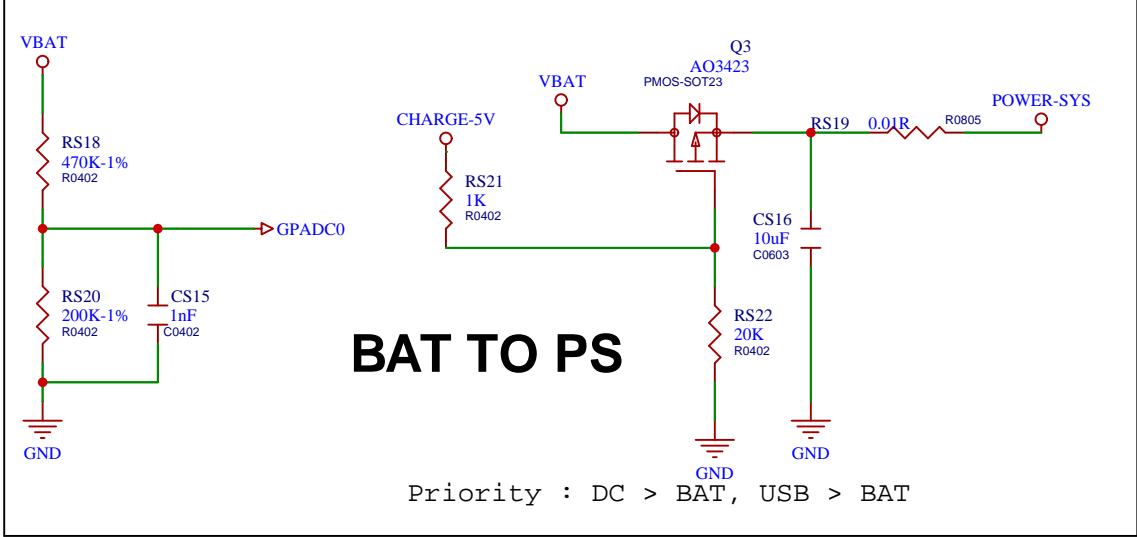 VBAT
RS18
470K-1%
R0402
GPADC0
RS20
200K-1%
R0402
CS15
1nF
C0402
GND
CHARGE-5V
RS21
1K
R0402
VBAT
Q3
AO3423
PMOS-SOT23
RS19 0.01R R0805
POWER-SYS
CS16
10uF
C0603
RS22
20K
R0402
GND
GND
BAT TO PS
Priority : DC > BAT, USB > BAT